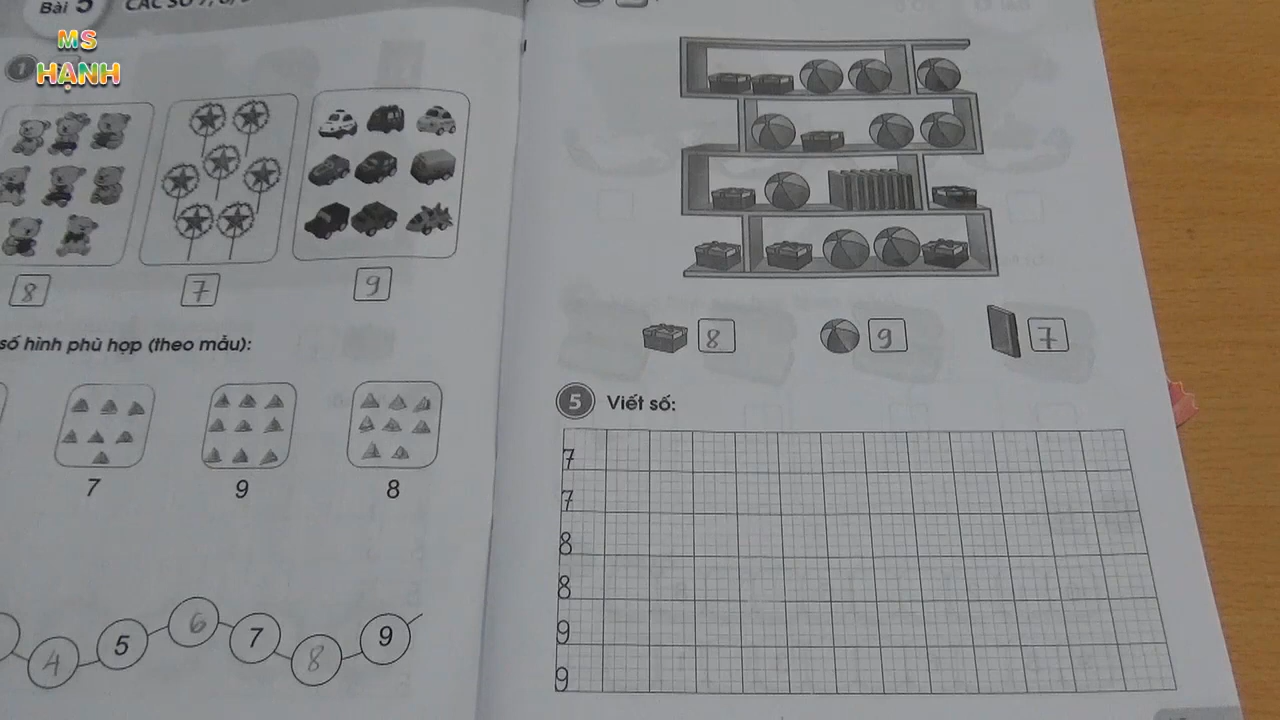 Bài 5
MS
HẠNH
1
8
7
9
số hình phù hợp (theo mẫu):
7
9
8
4 5 6 7 8 9
8 9 7
5 Viết số:
7
7
8
8
9
9